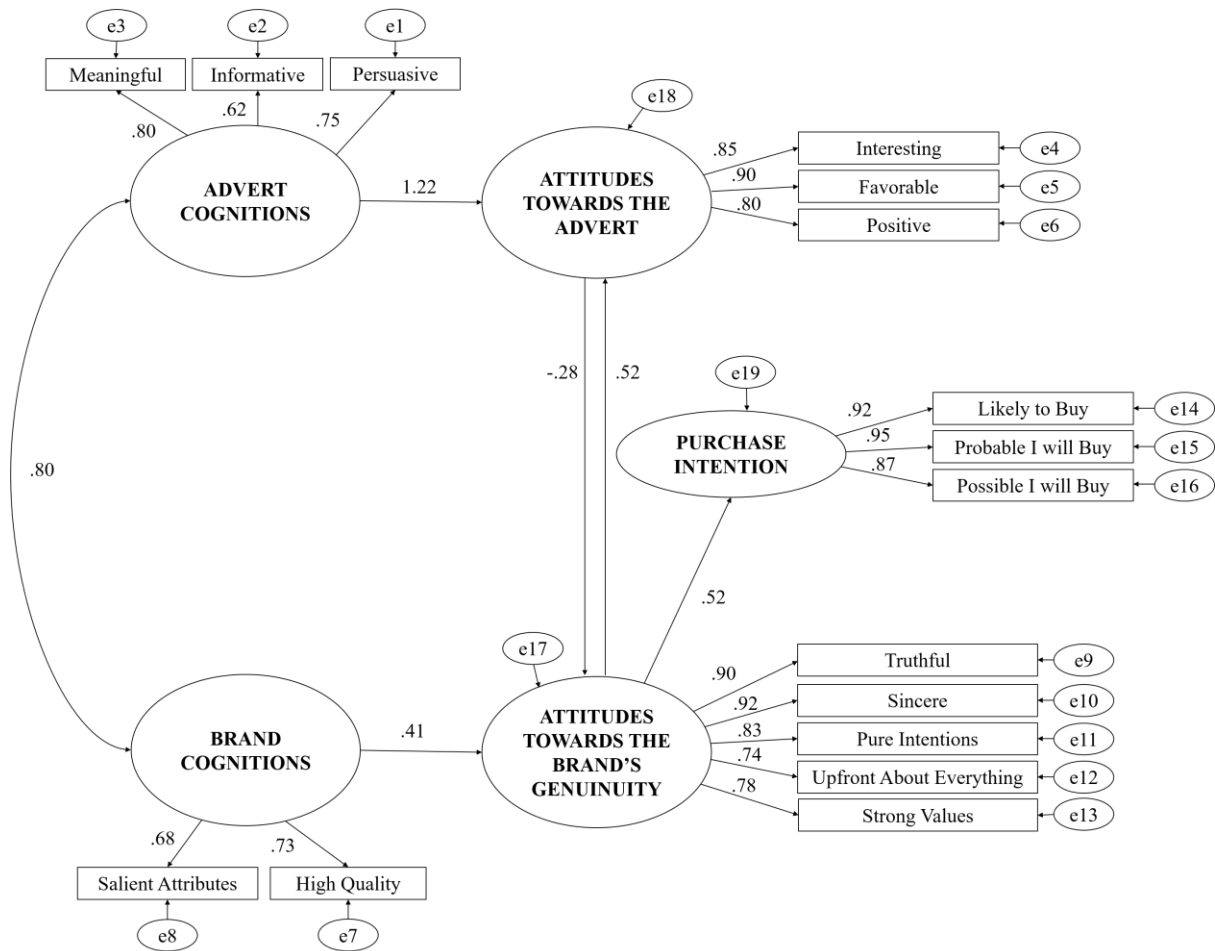 e3
e2
e1
Meaningful
Informative
Persuasive
.80
.62
.75
e18
ADVERT
COGNITIONS
1.22
ATTITUDES
TOWARDS THE
ADVERT
.85
.90
.80
Interesting
Favorable
Positive
e4
e5
e6
-.28
.52
e19
PURCHASE
INTENTION
.92
.95
.87
Likely to Buy
Probable I will Buy
Possible I will Buy
e14
e15
e16
.80
.52
e17
BRAND
COGNITIONS
.41
ATTITUDES
TOWARDS THE
BRAND'S
GENUINUITY
.90
.92
.83
.74
.78
Truthful
Sincere
Pure Intentions
Upfront About Everything
Strong Values
e9
e10
e11
e12
e13
.68
.73
Salient Attributes
High Quality
e8
e7